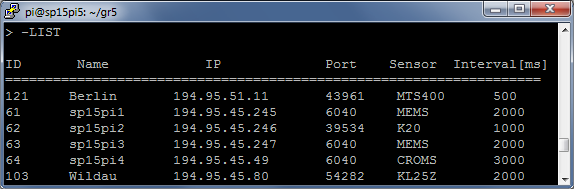 pi@sp15pi5: ~/gr5
> -LIST
ID Name IP Port Sensor Interval[ms]
===================================================================
121 Berlin 194.95.51.11 43961 MTS400 500
61 sp15pi1 194.95.45.245 6040 MEMS 2000
62 sp15pi2 194.95.45.246 39534 K20 1000
63 sp15pi3 194.95.45.247 6040 MEMS 2000
64 sp15pi4 194.95.45.49 6040 CROMS 3000
103 Wildau 194.95.45.80 54282 KL25Z 2000